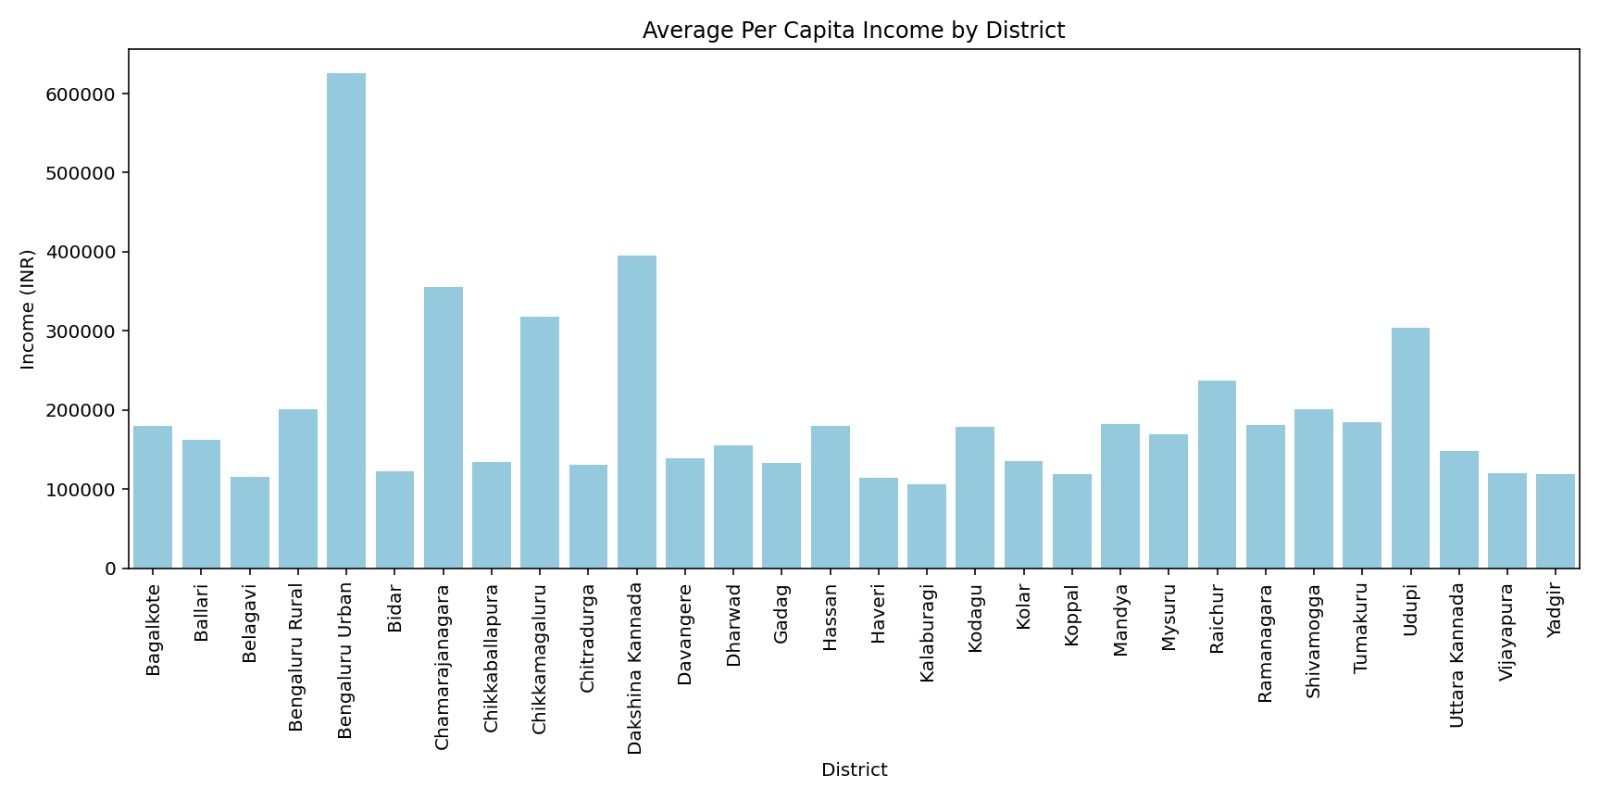 Average Per Capita Income by District
Income (INR)
600000
500000
400000
300000
200000
100000
0
Bagalkote
Ballari
Belagavi
Bengaluru Rural
Bengaluru Urban
Bidar
Chamarajanagara
Chikkaballapura
Chikkamagaluru
Chitradurga
Dakshina Kannada
Davangere
Dharwad
Gadag
Hassan
Haveri
Kalaburagi
Kodagu
Kolar
Koppal
Mandya
Mysuru
Raichur
Ramanagara
Shivamogga
Tumakuru
Udupi
Uttara Kannada
Vijayapura
Yadgir
District